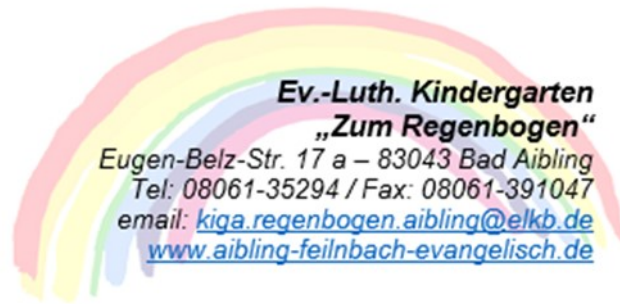 Ev.-Luth. Kindergarten
„Zum Regenbogen“
Eugen-Belz-Str. 17 a – 83043 Bad Aibling
Tel: 08061-35294 / Fax: 08061-391047
email: kiga.regenbogen.aibling@elkb.de
www.aibling-feilnbach-evangelisch.de